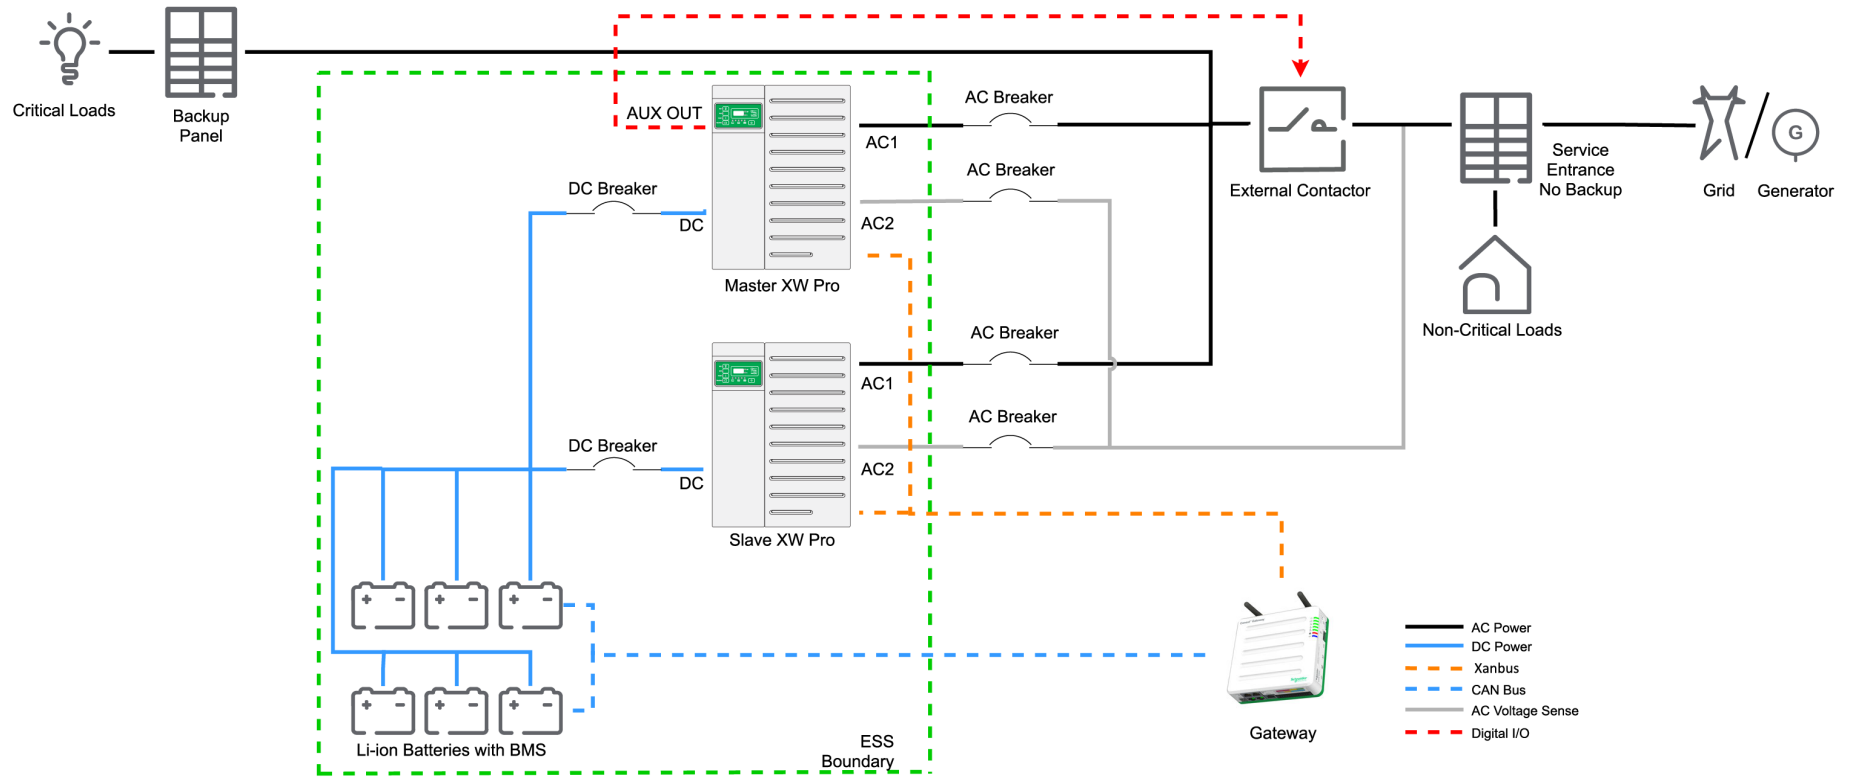 Critical Loads
Backup
Panel
AUX OUT
AC1
AC Breaker
AC Breaker
AC2
DC Breaker
DC
Master XW Pro
External Contactor
Service
Entrance
No Backup
Grid
G
Generator
Non-Critical Loads
AC Breaker
AC1
AC Breaker
AC2
DC Breaker
DC
Slave XW Pro
Li-ion Batteries with BMS
ESS
Boundary
Gateway
AC Power
DC Power
Xanbus
CAN Bus
AC Voltage Sense
Digital I/O